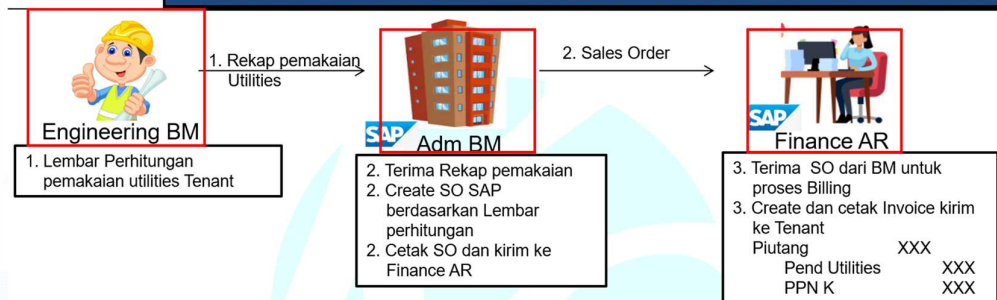 1. Rekap pemakaian
Utilities
2. Sales Order
Engineering BM
SAP Adm BM
SAP
Finance AR
1. Lembar Perhitungan
pemakaian utilities Tenant
2. Terima Rekap pemakaian
2. Create SO SAP
berdasarkan Lembar
perhitungan
2. Cetak SO dan kirim ke
Finance AR
3. Terima SO dari BM untuk
proses Billing
3. Create dan cetak Invoice kirim
ke Tenant
Piutang XXX
Pend Utilities XXX
PPN K XXX